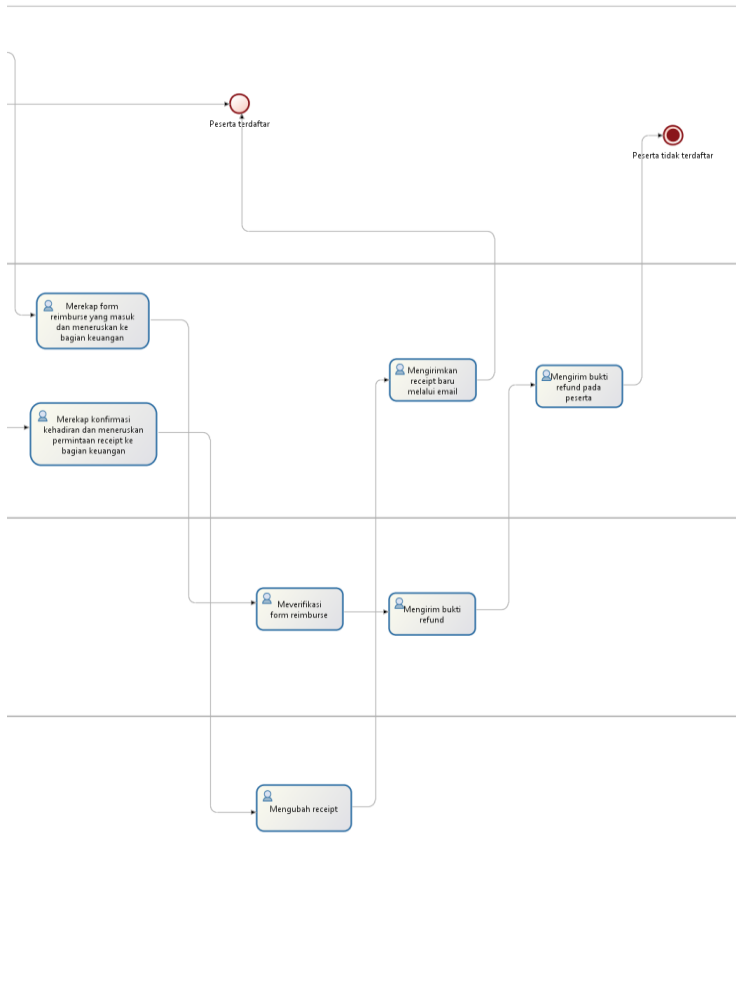 Peserta terdaftar
Peserta tidak terdaftar
Merekap form
reimburse yang masuk
dan meneruskan ke
bagian keuangan
Mengirimkan
receipt baru
melalui email
Mengirim bukti
refund pada
peserta
Merekap konfirmasi
kehadiran dan meneruskan
permintaan receipt ke
bagian keuangan
Meverifikasi
form reimburse
Mengirim bukti
refund
Mengubah receipt